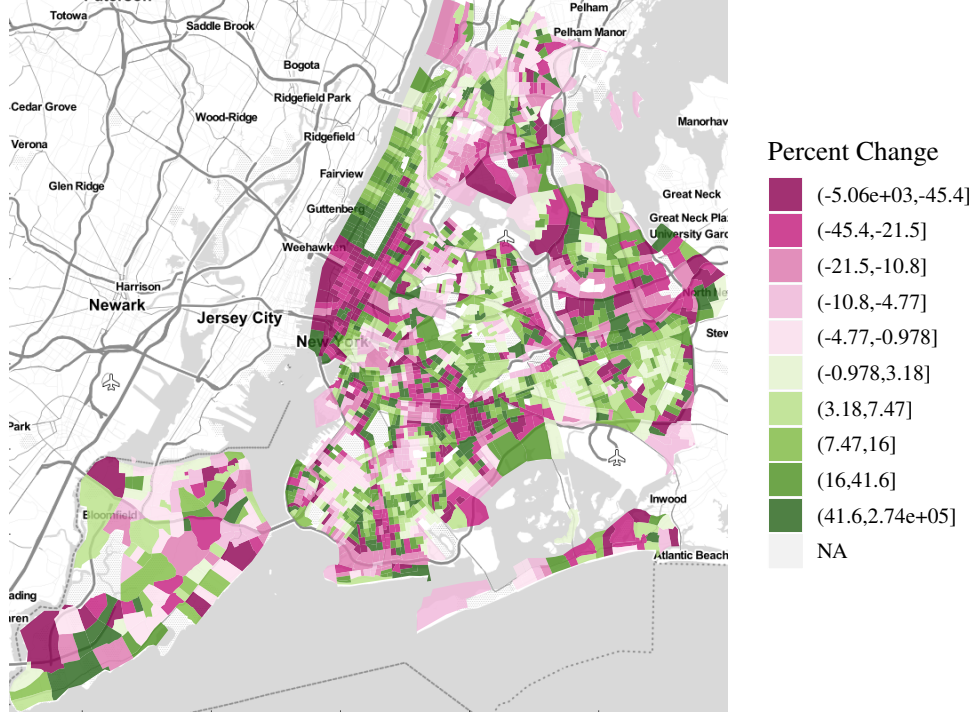 Totowa
Saddle Brook
Pelham
Pelham Manor
Bogota
Ridgefield Park
Cedar Grove
Wood-Ridge
Manorhav
Verona
Ridgefield
Percent Change
Fairview
Glen Ridge
(-5.06e+03,-45.4]
Great Neck
Guttenberg
Great Neck Pla
(-45.4,-21.5]
University Gard
Weehawken
(-21.5,-10.8]
Harrison
North
Newark
(-10.8,-4.77]
Jersey City
Stew
(-4.77,-0.978]
New York
(-0.978,3.18]
(3.18,7.47]
Park
(7.47,16]
(16,41.6]
Inwood
Bloomfield
(41.6,2.74e+05]
NA
Atlantic Beach
ading
aren